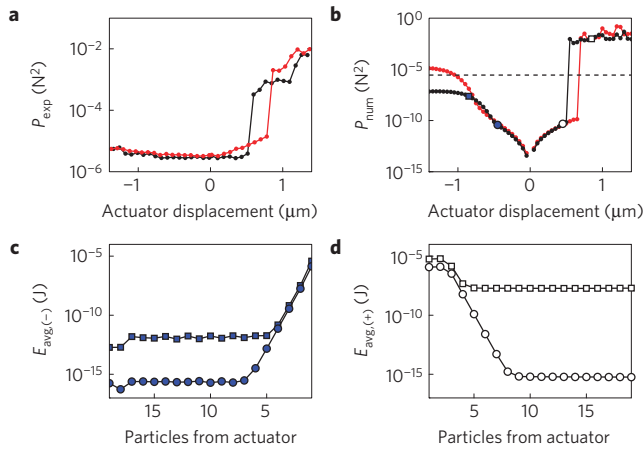 a
P_exp (N²)
10⁻²
10⁻⁴
10⁻⁶
−1
0
1
Actuator displacement (μm)
b
P_num (N²)
10⁰
10⁻⁵
10⁻¹⁰
10⁻¹⁵
−1
0
1
Actuator displacement (μm)
c
E_avg,(−) (J)
10⁻⁵
10⁻¹⁰
10⁻¹⁵
15
10
5
Particles from actuator
d
E_avg,(+) (J)
10⁻⁵
10⁻¹⁰
10⁻¹⁵
5
10
15
Particles from actuator